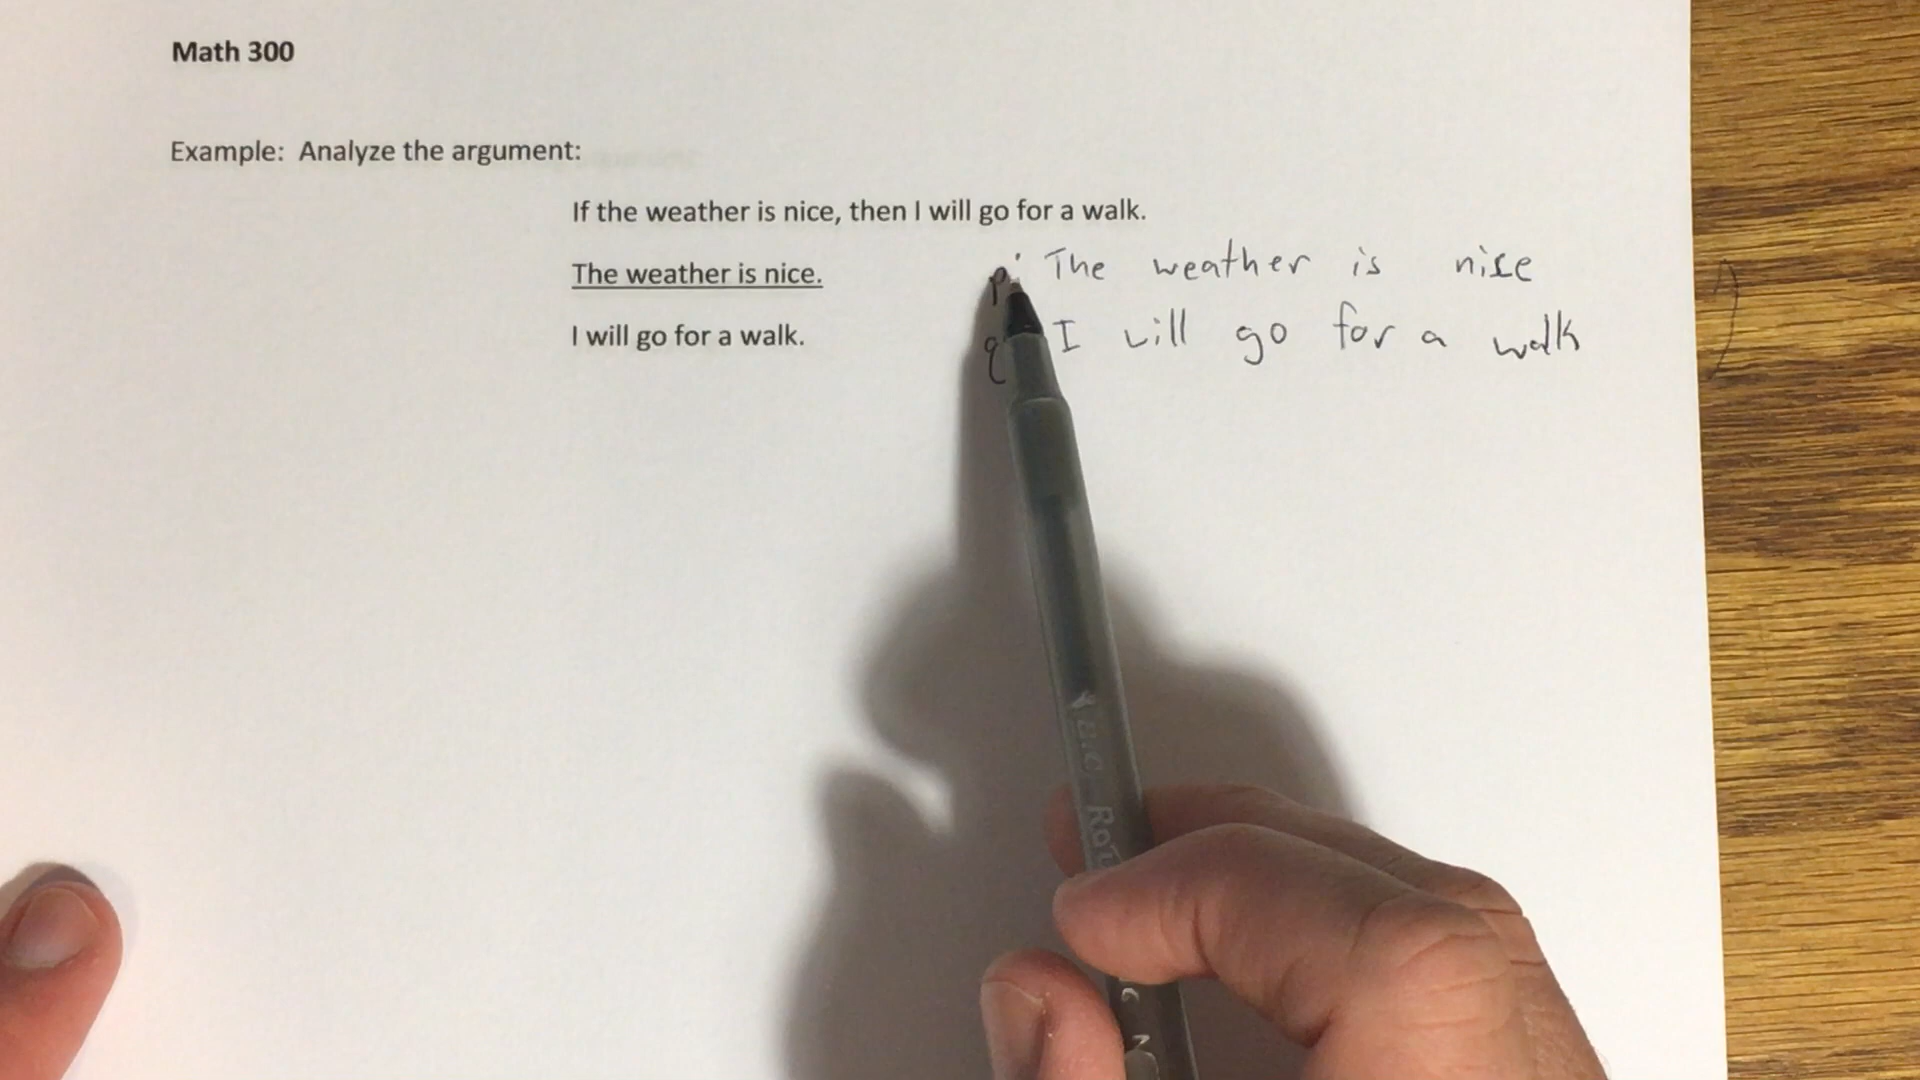 Math 300
Example: Analyze the argument:
If the weather is nice, then I will go for a walk.
The weather is nice.
p: The weather is nice
I will go for a walk.
q I will go for a walk